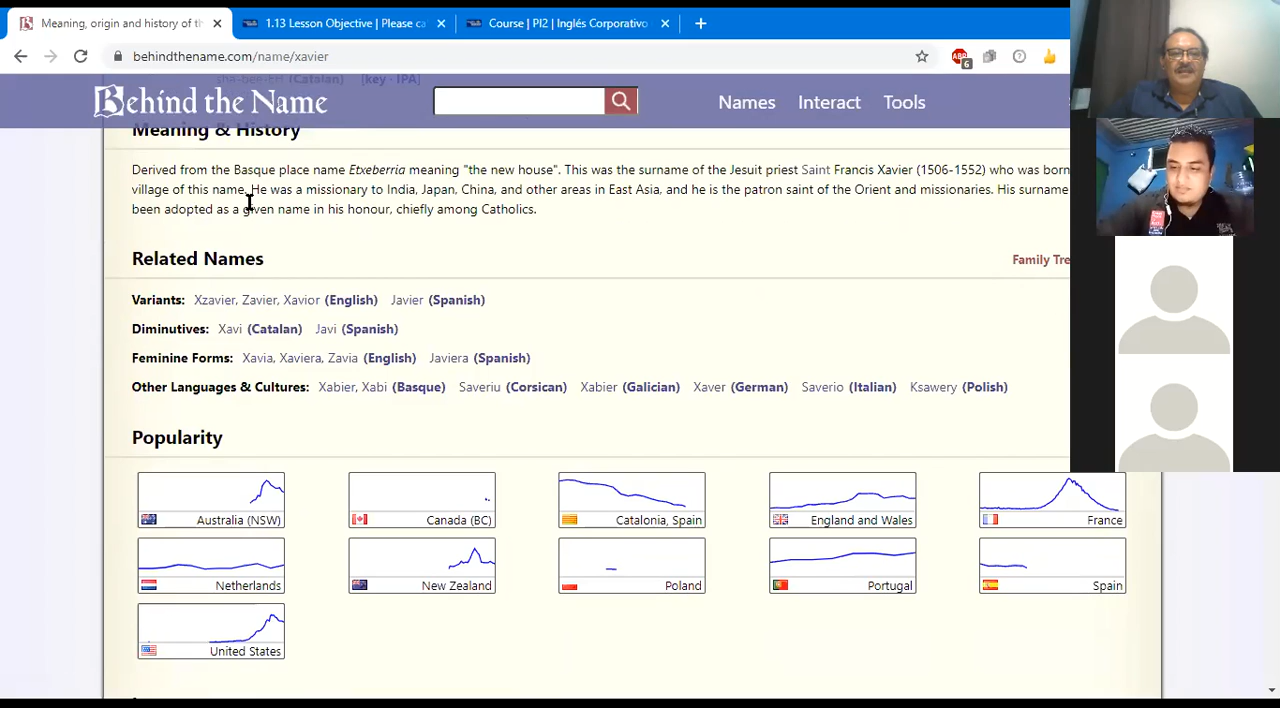 Meaning, origin and history of th
1.13 Lesson Objective | Please ca
Course | PI2 | Inglés Corporativo
behindthename.com/name/xavier
ABP
6
sha-bee-EH (Catalan) [key · IPA]
Behind the Name
Names Interact Tools
Meaning & History
Derived from the Basque place name Etxeberria meaning "the new house". This was the surname of the Jesuit priest Saint Francis Xavier (1506-1552) who was born
village of this name. He was a missionary to India, Japan, China, and other areas in East Asia, and he is the patron saint of the Orient and missionaries. His surname
been adopted as a given name in his honour, chiefly among Catholics.
Related Names
Family Tre
Variants: Xzavier, Zavier, Xavior (English) Javier (Spanish)
Diminutives: Xavi (Catalan) Javi (Spanish)
Feminine Forms: Xavia, Xaviera, Zavia (English) Javiera (Spanish)
Other Languages & Cultures: Xabier, Xabi (Basque) Saveriu (Corsican) Xabier (Galician) Xaver (German) Saverio (Italian) Ksawery (Polish)
Popularity
Australia (NSW) Canada (BC) Catalonia, Spain England and Wales France
Netherlands New Zealand Poland Portugal Spain
United States